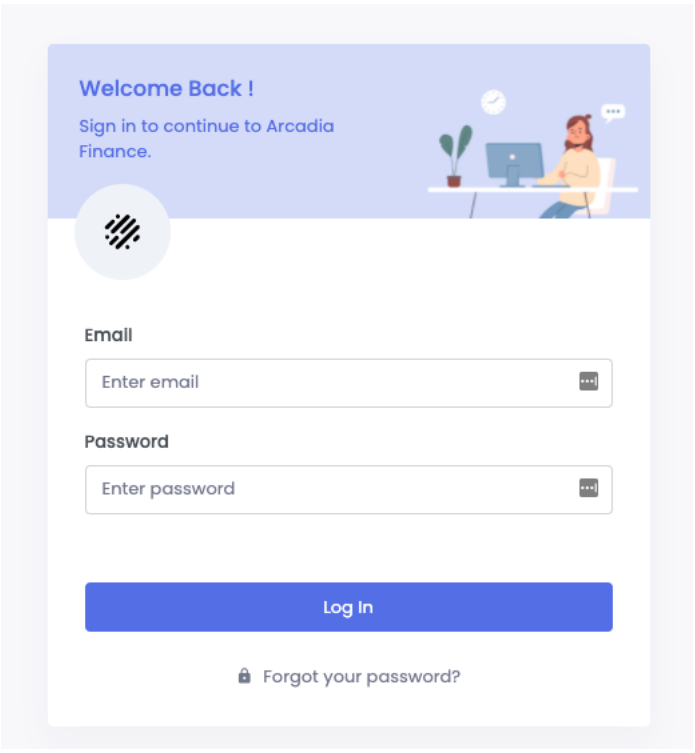 Welcome Back !
Sign in to continue to Arcadia
Finance.
Email
Enter email
Password
Enter password
Log In
Forgot your password?